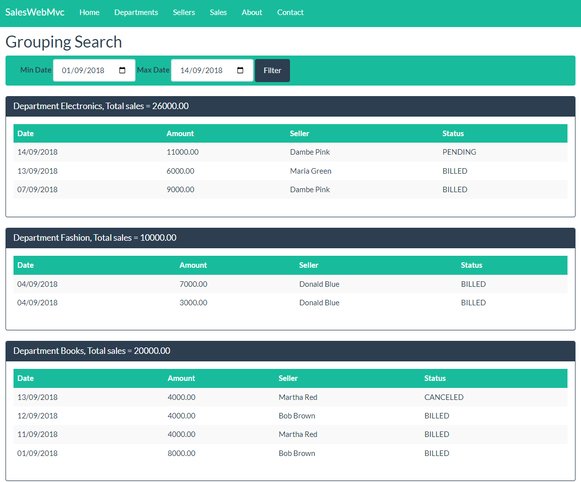 SalesWebMvc Home Departments Sellers Sales About Contact
Grouping Search
Min Date 01/09/2018 Max Date 14/09/2018 Filter
Department Electronics, Total sales = 26000.00
Date Amount Seller Status
14/09/2018 11000.00 Dambe Pink PENDING
13/09/2018 6000.00 Maria Green BILLED
07/09/2018 9000.00 Dambe Pink BILLED
Department Fashion, Total sales = 10000.00
Date Amount Seller Status
04/09/2018 7000.00 Donald Blue BILLED
04/09/2018 3000.00 Donald Blue BILLED
Department Books, Total sales = 20000.00
Date Amount Seller Status
13/09/2018 4000.00 Martha Red CANCELED
12/09/2018 4000.00 Bob Brown BILLED
11/09/2018 4000.00 Martha Red BILLED
01/09/2018 8000.00 Bob Brown BILLED